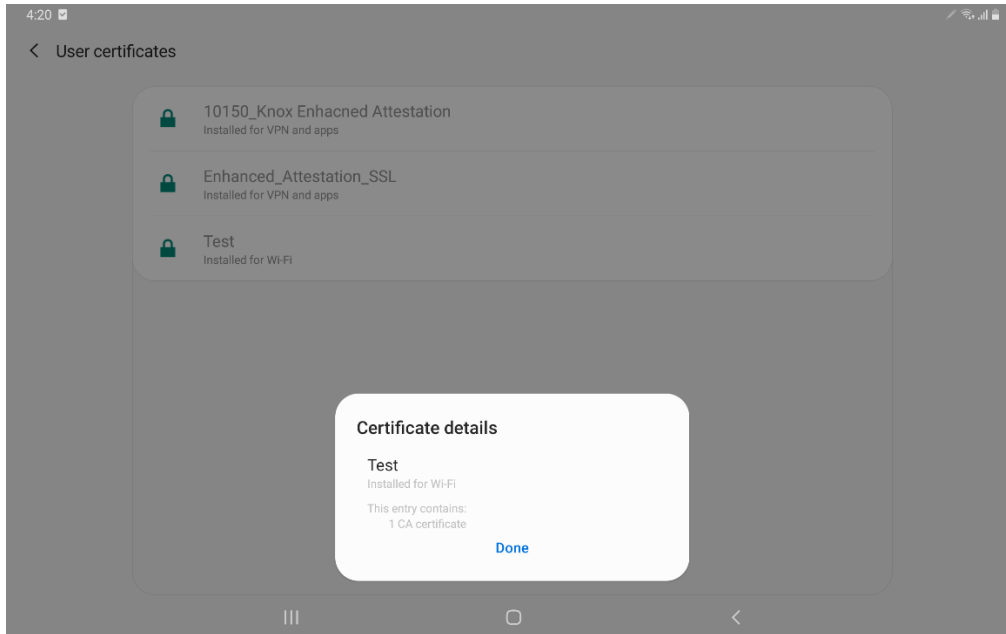 4:20
User certificates
10150_Knox Enhacned Attestation
Installed for VPN and apps
Enhanced_Attestation_SSL
Installed for VPN and apps
Test
Installed for Wi-Fi
Certificate details
Test
Installed for Wi-Fi
This entry contains:
1 CA certificate
Done